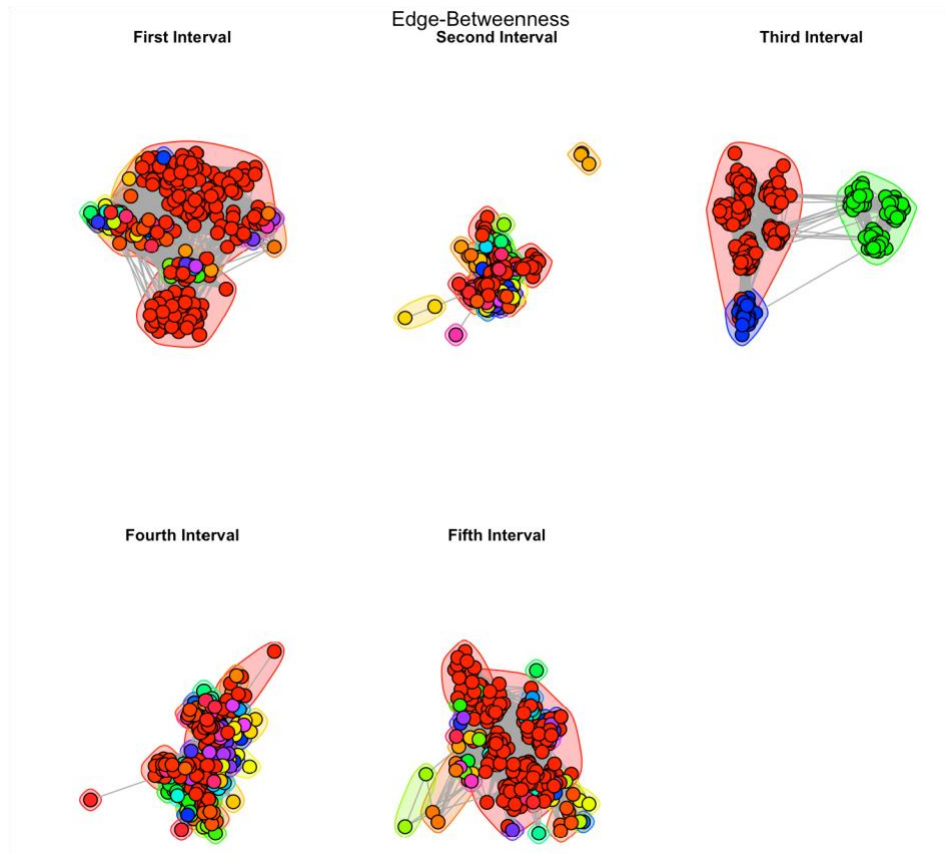 Edge-Betweenness
First Interval
Second Interval
Third Interval
Fourth Interval
Fifth Interval